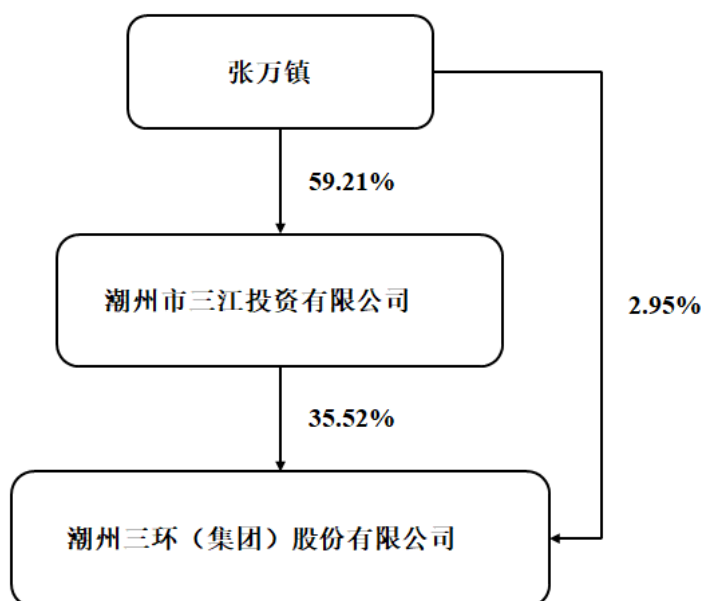 张万镇
59.21%
潮州市三江投资有限公司
2.95%
35.52%
潮州三环（集团）股份有限公司